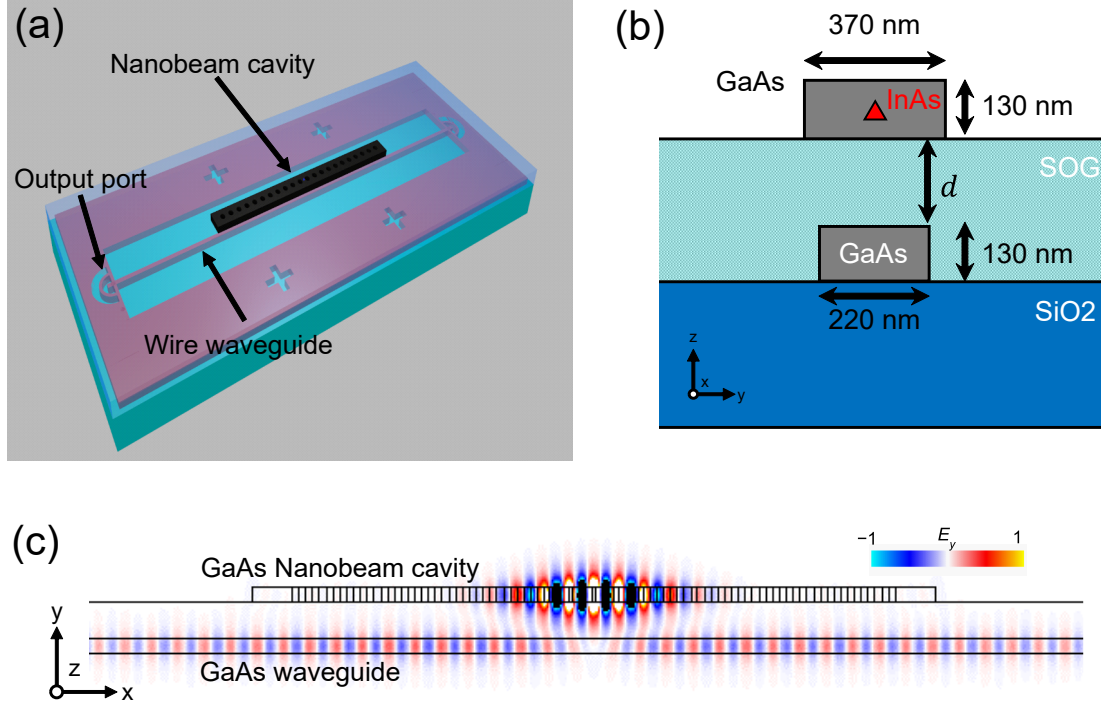 (a)
Nanobeam cavity
Output port
Wire waveguide
(b)
370 nm
GaAs
InAs
130 nm
SOG
d
GaAs
130 nm
220 nm
SiO2
z
x
y
(c)
−1
E_y
1
GaAs Nanobeam cavity
y
z
GaAs waveguide
x